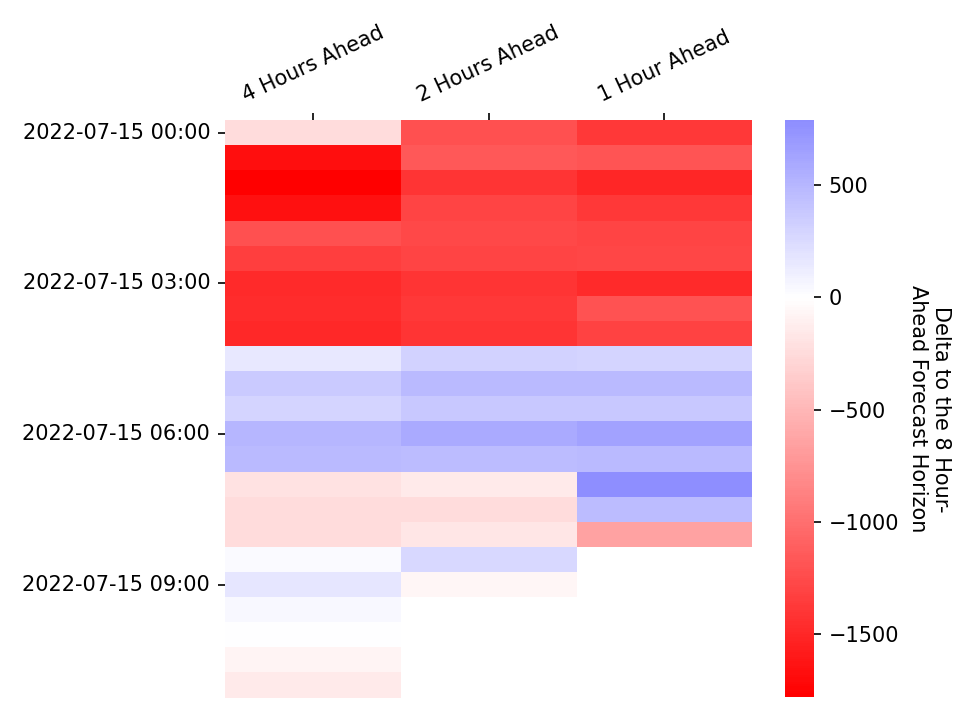 4 Hours Ahead
2 Hours Ahead
1 Hour Ahead
2022-07-15 00:00
2022-07-15 03:00
2022-07-15 06:00
2022-07-15 09:00
500
0
−500
−1000
−1500
Delta to the 8 Hour-
Ahead Forecast Horizon